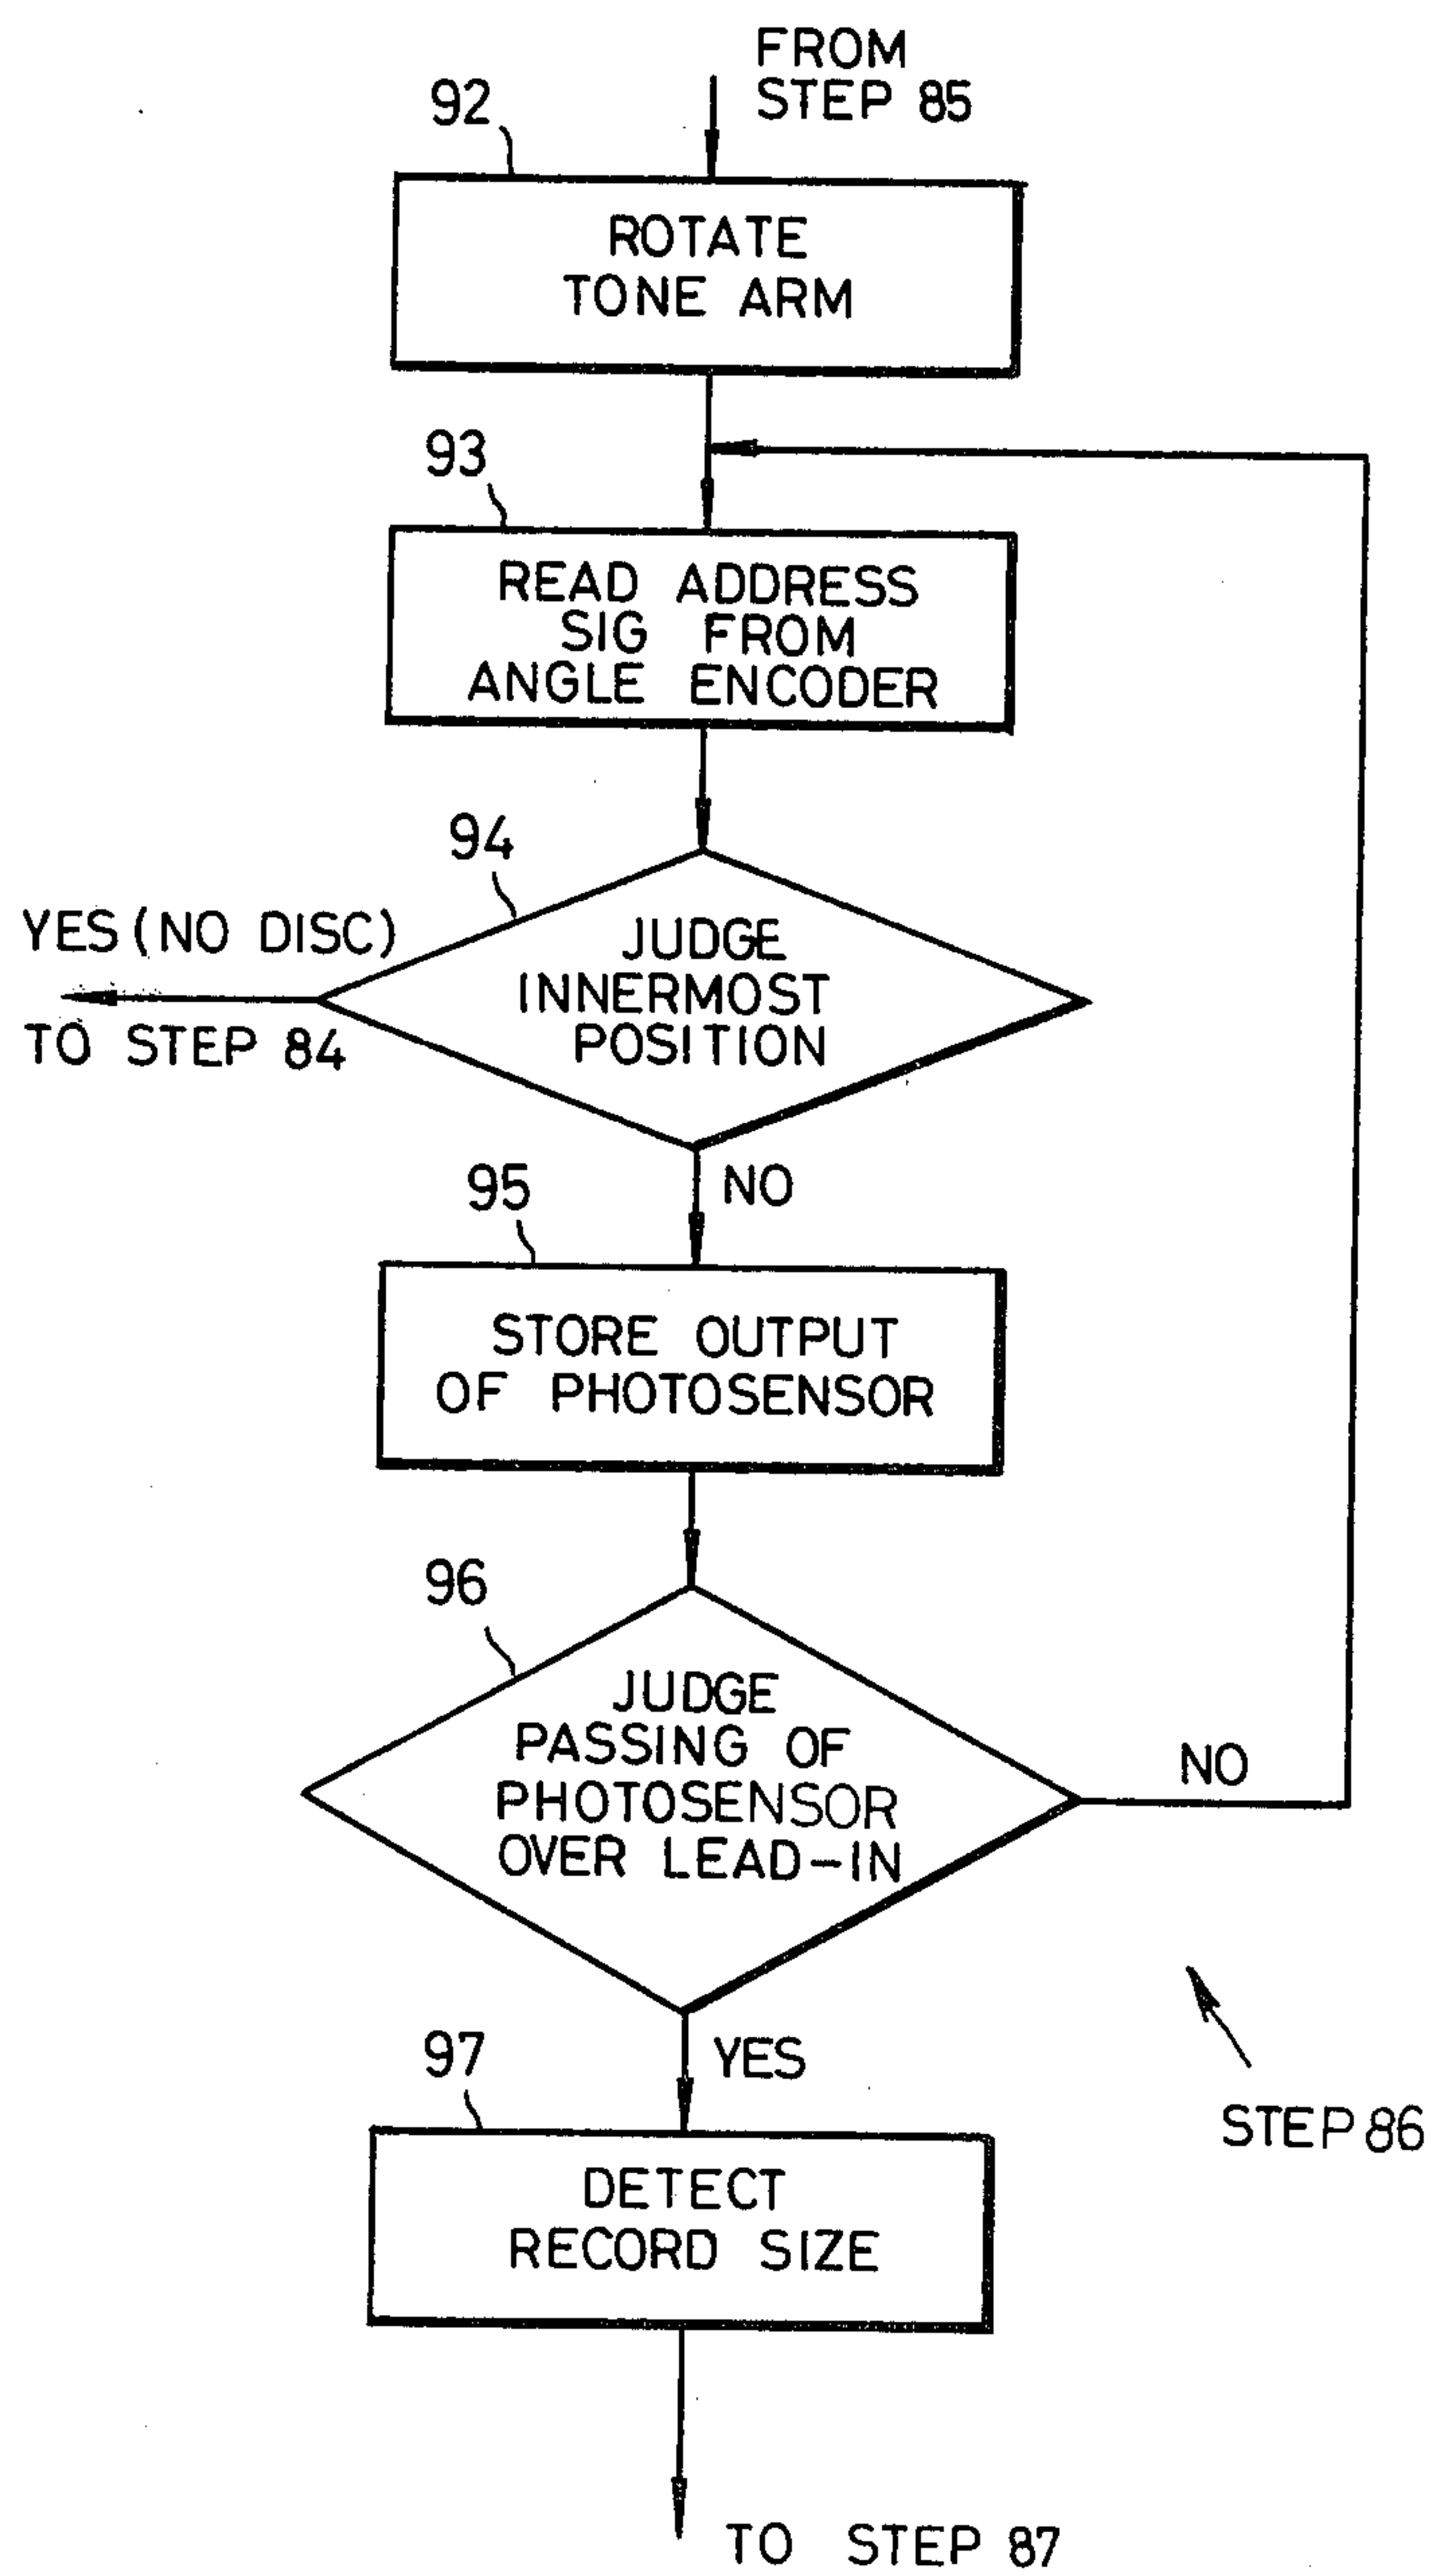 FROM
STEP 85
92
ROTATE
TONE ARM
93
READ ADDRESS
SIG FROM
ANGLE ENCODER
94
YES (NO DISC)
TO STEP 84
JUDGE
INNERMOST
POSITION
NO
95
STORE OUTPUT
OF PHOTOSENSOR
96
JUDGE
PASSING OF
PHOTOSENSOR
OVER LEAD-IN
NO
YES
STEP 86
97
DETECT
RECORD SIZE
TO STEP 87